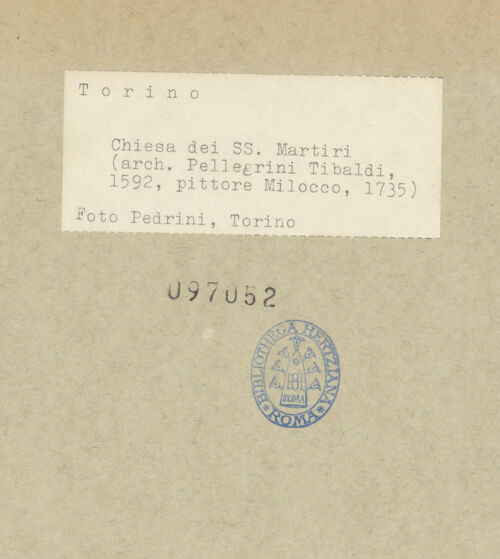 Torino
Chiesa dei SS. Martiri
(arch. Pellegrini Tibaldi,
1592, pittore Milocco, 1735)
Foto Pedrini, Torino
097052
BIBLIOTHECA HERTZIANA
ROMA
ROMA